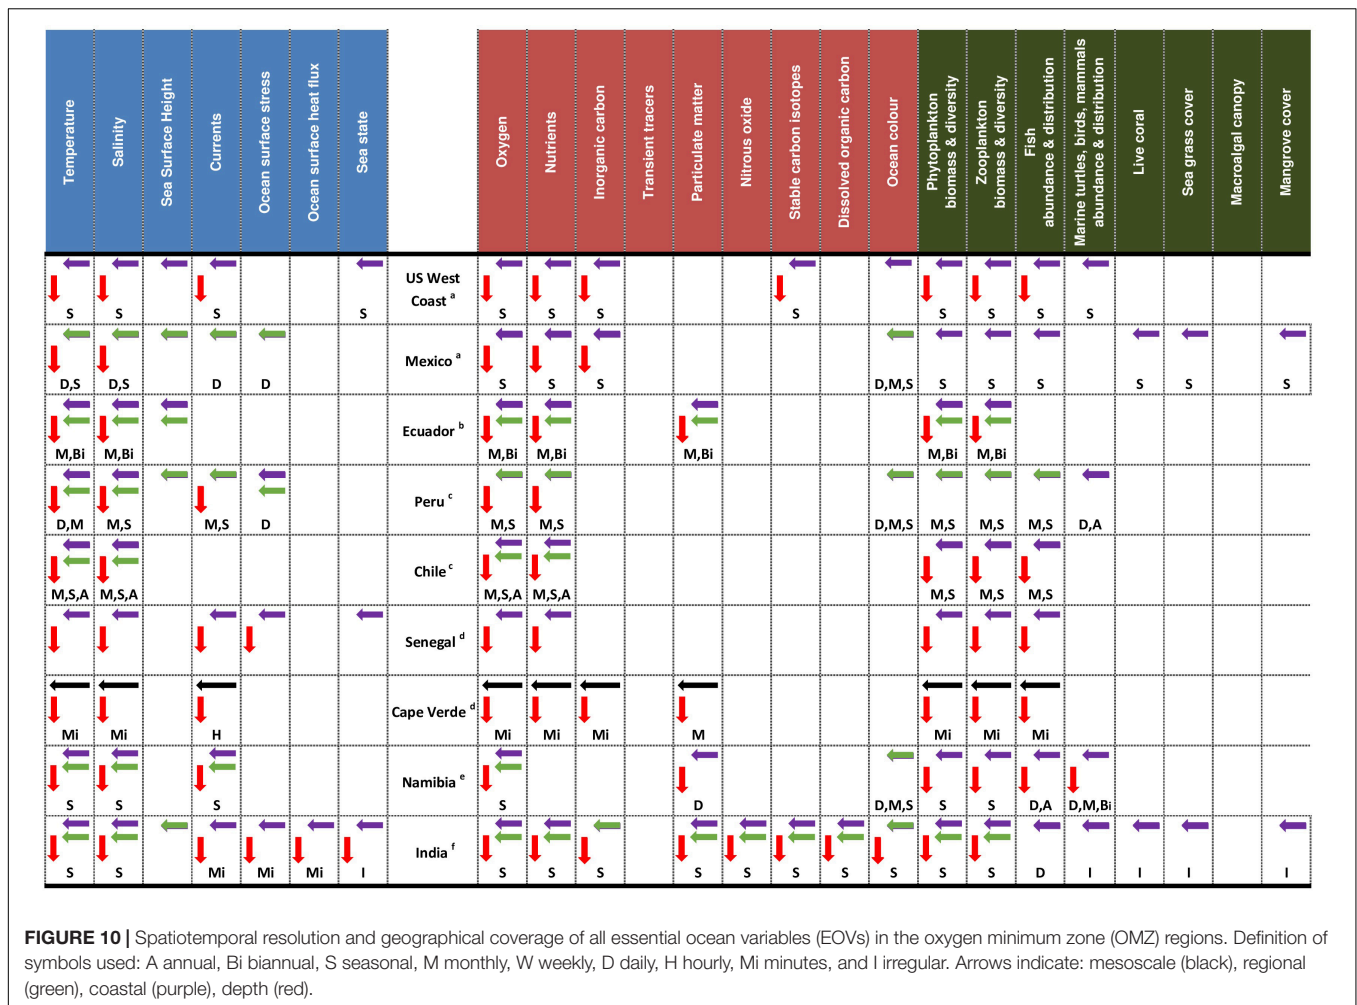 Temperature
Salinity
Sea Surface Height
Currents
Ocean surface stress
Ocean surface heat flux
Sea state
Oxygen
Nutrients
Inorganic carbon
Transient tracers
Particulate matter
Nitrous oxide
Stable carbon isotopes
Dissolved organic carbon
Ocean colour
Phytoplankton
biomass & diversity
Zooplankton
biomass & diversity
Fish
abundance & distribution
Marine turtles, birds, mammals
abundance & distribution
Live coral
Sea grass cover
Macroalgal canopy
Mangrove cover
US West
Coast a
S S S S S S S S S S S S
Mexico a
D,S D,S D D S S S D,M,S S S S S S S
Ecuador b
M,Bi M,Bi M,Bi M,Bi M,Bi M,Bi M,Bi
Peru c
D,M M,S M,S D M,S M,S D,M,S M,S M,S M,S D,A
Chile c
M,S,A M,S,A M,S,A M,S,A M,S M,S M,S
Senegal d
Cape Verde d
Mi Mi H Mi Mi Mi M Mi Mi Mi
Namibia e
S S S S D D,M,S S S D,A D,M,Bi
India f
S S Mi Mi Mi I S S S S S S S S S S D I I I I
FIGURE 10 | Spatiotemporal resolution and geographical coverage of all essential ocean variables (EOVs) in the oxygen minimum zone (OMZ) regions. Definition of
symbols used: A annual, Bi biannual, S seasonal, M monthly, W weekly, D daily, H hourly, Mi minutes, and I irregular. Arrows indicate: mesoscale (black), regional
(green), coastal (purple), depth (red).